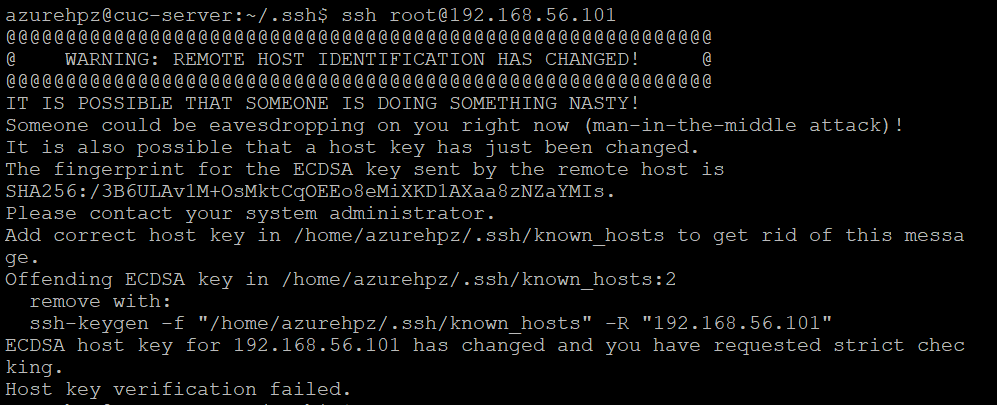 azurehpz@cuc-server:~/.ssh$ ssh root@192.168.56.101
@@@@@@@@@@@@@@@@@@@@@@@@@@@@@@@@@@@@@@@@@@@@@@@@@@@@@@@@@@@
@    WARNING: REMOTE HOST IDENTIFICATION HAS CHANGED!     @
@@@@@@@@@@@@@@@@@@@@@@@@@@@@@@@@@@@@@@@@@@@@@@@@@@@@@@@@@@@
IT IS POSSIBLE THAT SOMEONE IS DOING SOMETHING NASTY!
Someone could be eavesdropping on you right now (man-in-the-middle attack)!
It is also possible that a host key has just been changed.
The fingerprint for the ECDSA key sent by the remote host is
SHA256:/3B6ULAv1M+OsMktCqOEEo8eMiXKD1AXaa8zNZaYMIs.
Please contact your system administrator.
Add correct host key in /home/azurehpz/.ssh/known_hosts to get rid of this messa
ge.
Offending ECDSA key in /home/azurehpz/.ssh/known_hosts:2
  remove with:
  ssh-keygen -f "/home/azurehpz/.ssh/known_hosts" -R "192.168.56.101"
ECDSA host key for 192.168.56.101 has changed and you have requested strict chec
king.
Host key verification failed.